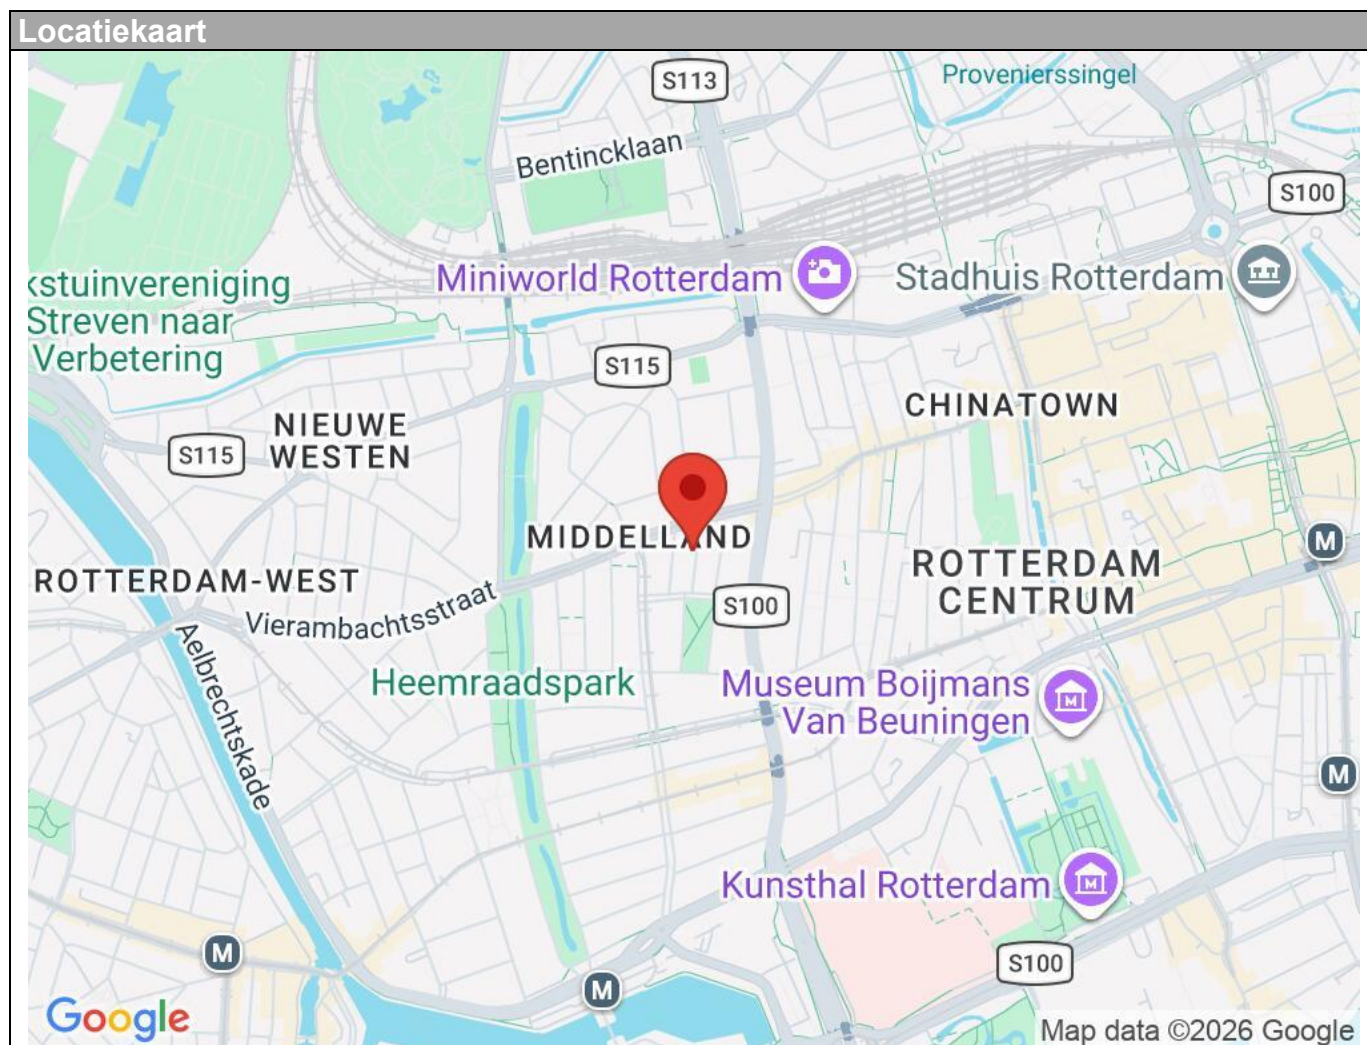 Locatiekaart
S113
Provenierssingel
Bentincklaan
S100
kstuinvereniging
Streven naar
Verbetering
Miniworld Rotterdam
Stadhuis Rotterdam
S115
CHINATOWN
NIEUWE
WESTEN
S115
MIDDELLAND
M
ROTTERDAM
CENTRUM
ROTTERDAM-WEST
Vierambachtsstraat
S100
Aelbrechtskade
Heemraadspark
Museum Boijmans
Van Beuningen
M
M
M
Kunsthal Rotterdam
M
M
S100
M
Google
Map data ©2026 Google